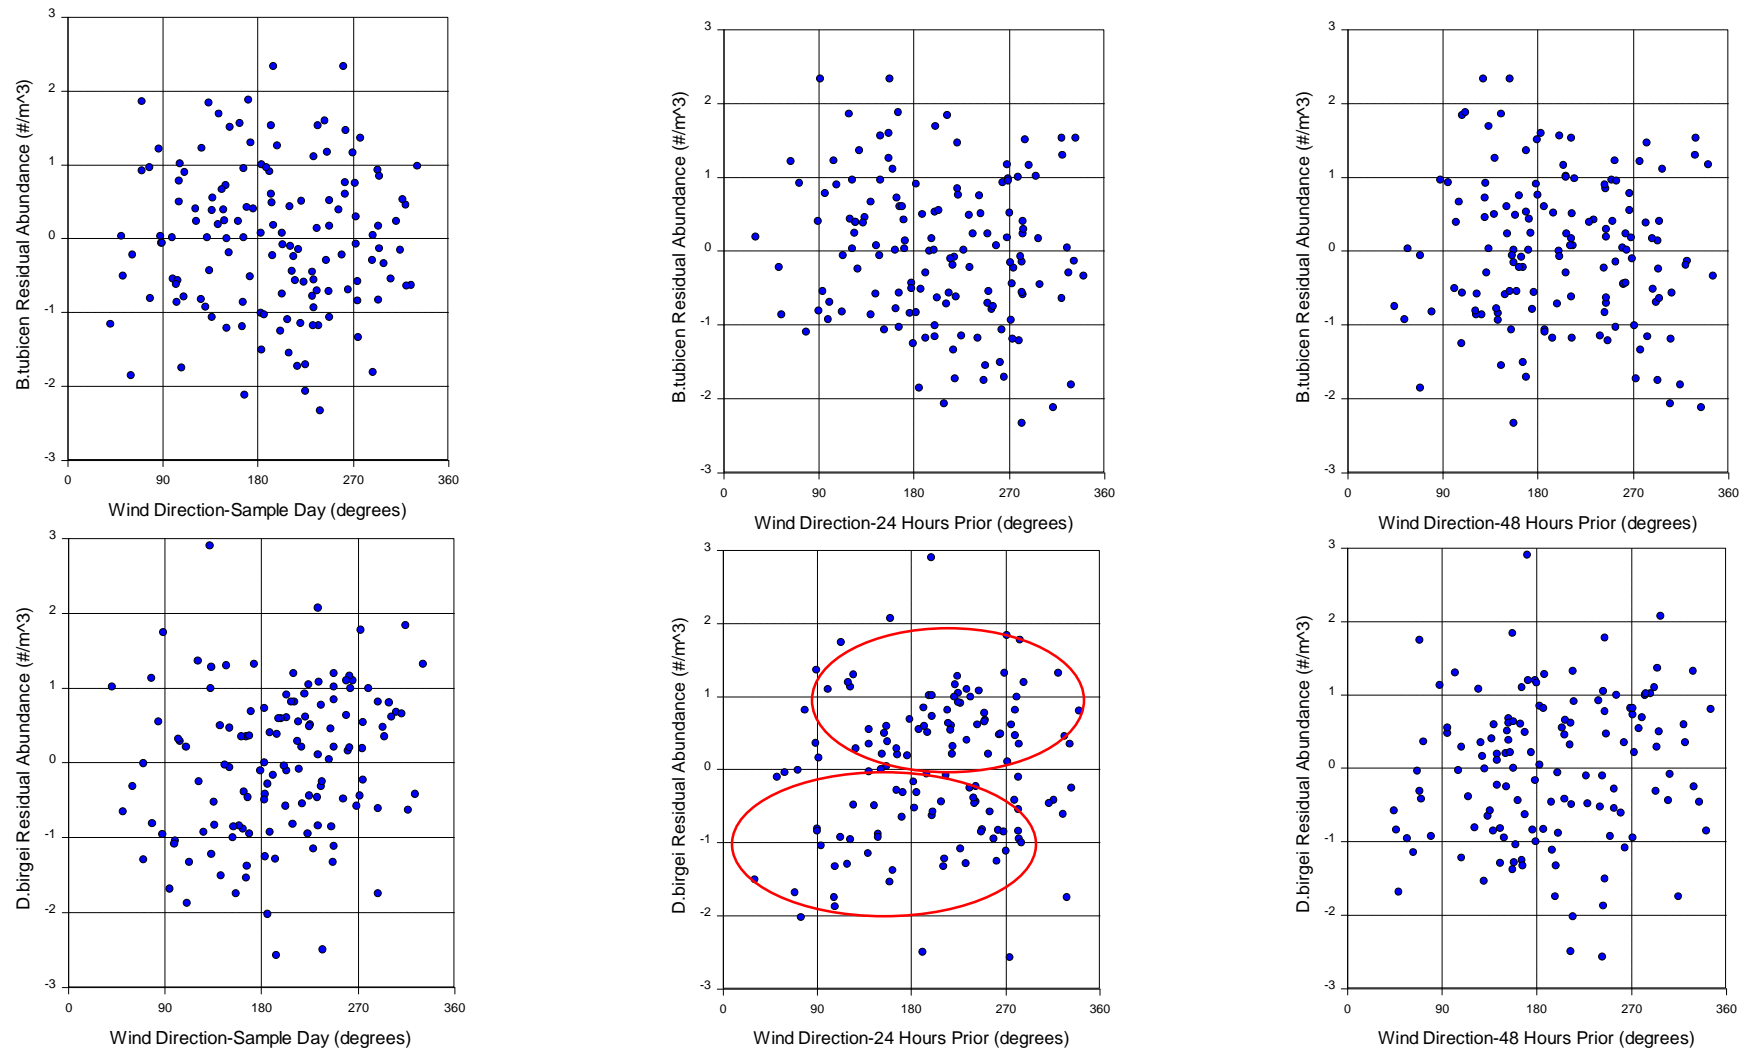 B.tubicen Residual Abundance (#/m^3)
3
2
1
0
-1
-2
-3
0 90 180 270 360
Wind Direction-Sample Day (degrees)
B.tubicen Residual Abundance (#/m^3)
3
2
1
0
-1
-2
-3
0 90 180 270 360
Wind Direction-24 Hours Prior (degrees)
B.tubicen Residual Abundance (#/m^3)
3
2
1
0
-1
-2
-3
0 90 180 270 360
Wind Direction-48 Hours Prior (degrees)
D.birgei Residual Abundance (#/m^3)
3
2
1
0
-1
-2
-3
0 90 180 270 360
Wind Direction-Sample Day (degrees)
D.birgei Residual Abundance (#/m^3)
3
2
1
0
-1
-2
-3
0 90 180 270 360
Wind Direction-24 Hours Prior (degrees)
D.birgei Residual Abundance (#/m^3)
3
2
1
0
-1
-2
-3
0 90 180 270 360
Wind Direction-48 Hours Prior (degrees)